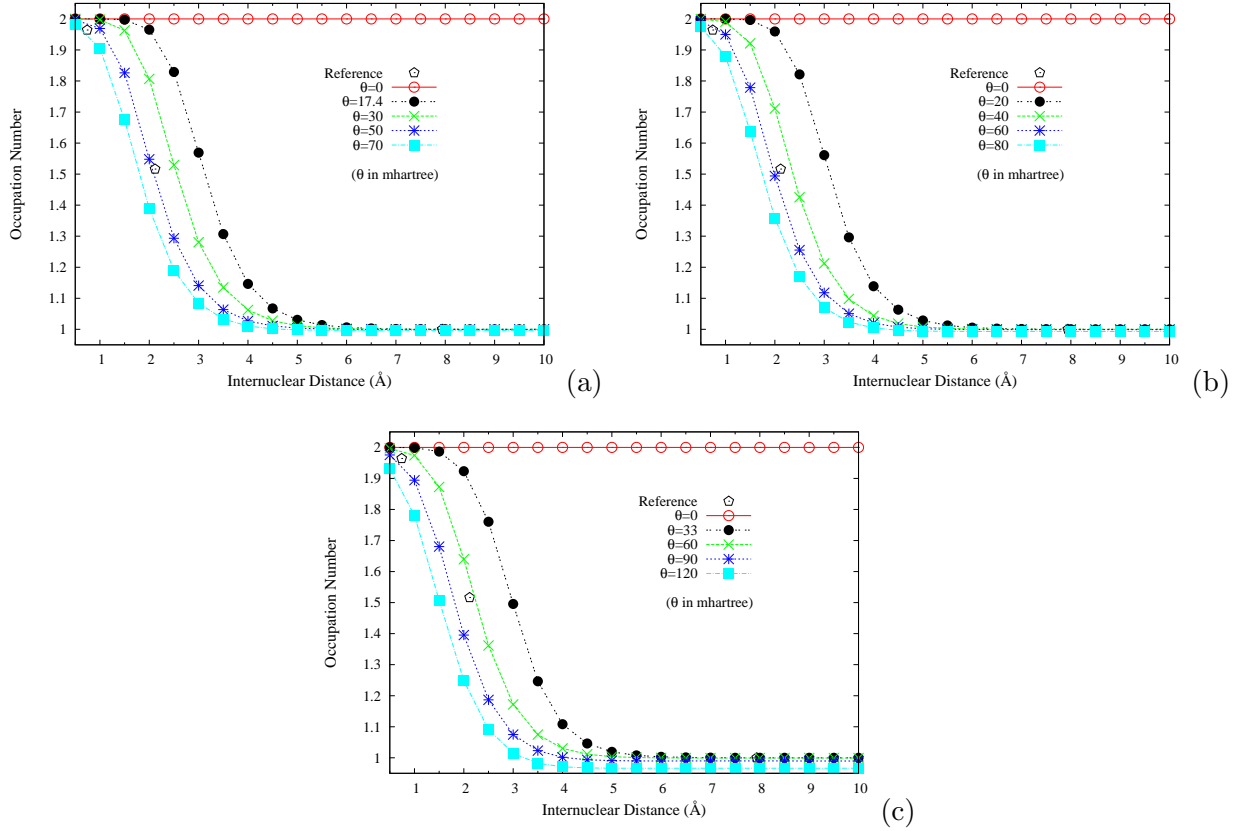 2
1.9
1.8
1.7
1.6
1.5
1.4
1.3
1.2
1.1
1
Occupation Number
Reference
θ=0
θ=17.4
θ=30
θ=50
θ=70
(θ in mhartree)
1 2 3 4 5 6 7 8 9 10
Internuclear Distance (Å)
(a)
2
1.9
1.8
1.7
1.6
1.5
1.4
1.3
1.2
1.1
1
Occupation Number
Reference
θ=0
θ=20
θ=40
θ=60
θ=80
(θ in mhartree)
1 2 3 4 5 6 7 8 9 10
Internuclear Distance (Å)
(b)
2
1.9
1.8
1.7
1.6
1.5
1.4
1.3
1.2
1.1
1
Occupation Number
Reference
θ=0
θ=33
θ=60
θ=90
θ=120
(θ in mhartree)
1 2 3 4 5 6 7 8 9 10
Internuclear Distance (Å)
(c)